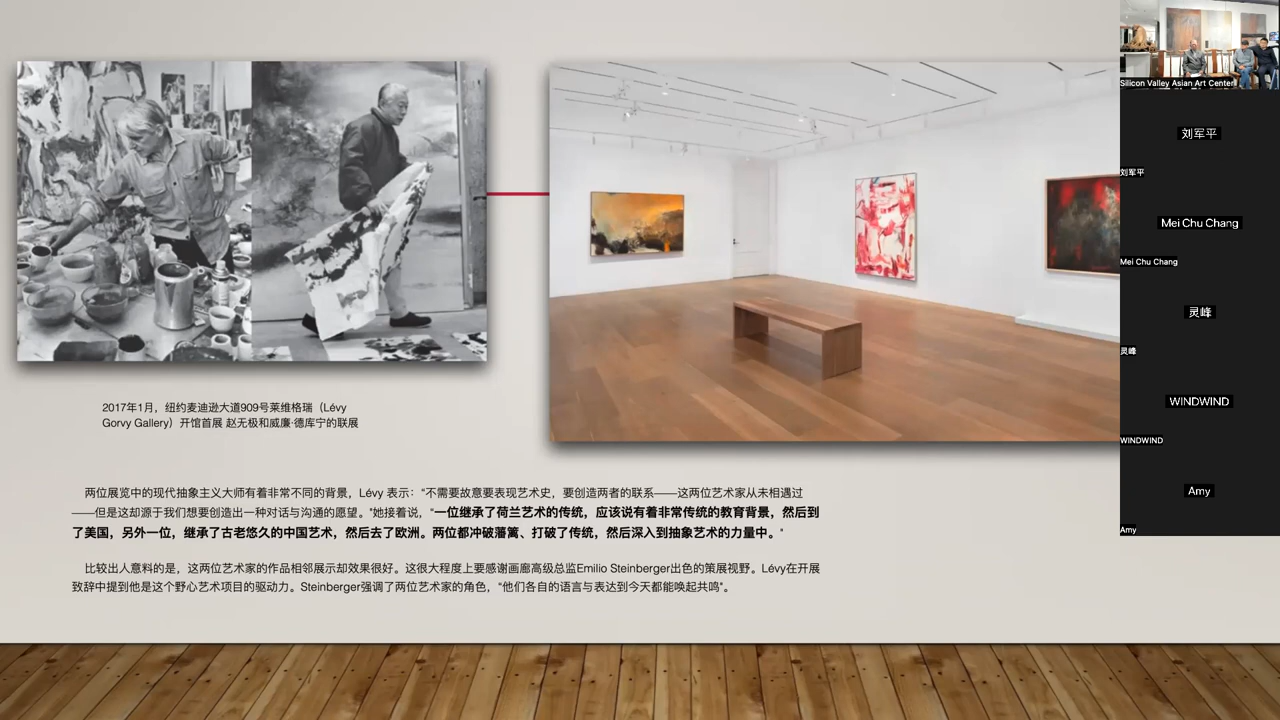 2017年1月，纽约麦迪逊大道909号莱维格瑞（Lévy
Gorvy Gallery）开馆首展 赵无极和威廉·德库宁的联展
两位展览中的现代抽象主义大师有着非常不同的背景，Lévy 表示：“不需要故意要表现艺术史，要创造两者的联系——这两位艺术家从未相遇过
——但是这却源于我们想要创造出一种对话与沟通的愿望。”她接着说，“一位继承了荷兰艺术的传统，应该说有着非常传统的教育背景，然后到
了美国，另外一位，继承了古老悠久的中国艺术，然后去了欧洲。两位都冲破藩篱、打破了传统，然后深入到抽象艺术的力量中。“
比较出人意料的是，这两位艺术家的作品相邻展示却效果很好。这很大程度上要感谢画廊高级总监Emilio Steinberger出色的策展视野。Lévy在开展
致辞中提到他是这个野心艺术项目的驱动力。Steinberger强调了两位艺术家的角色，“他们各自的语言与表达到今天都能唤起共鸣”。
Silicon Valley Asian Art Center
刘军平
刘军平
Mei Chu Chang
Mei Chu Chang
灵峰
灵峰
WINDWIND
WINDWIND
Amy
Amy